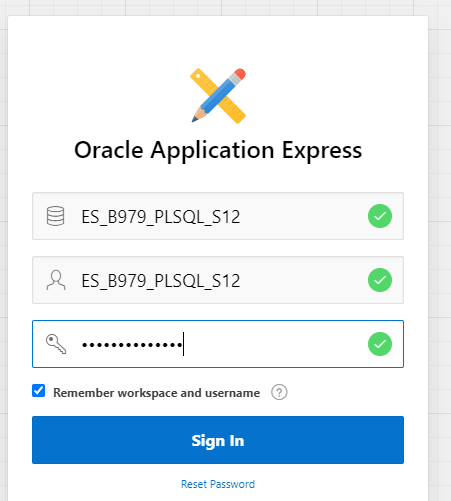 Oracle Application Express
ES_B979_PLSQL_S12
ES_B979_PLSQL_S12
••••••••••••••
Remember workspace and username ?
Sign In
Reset Password